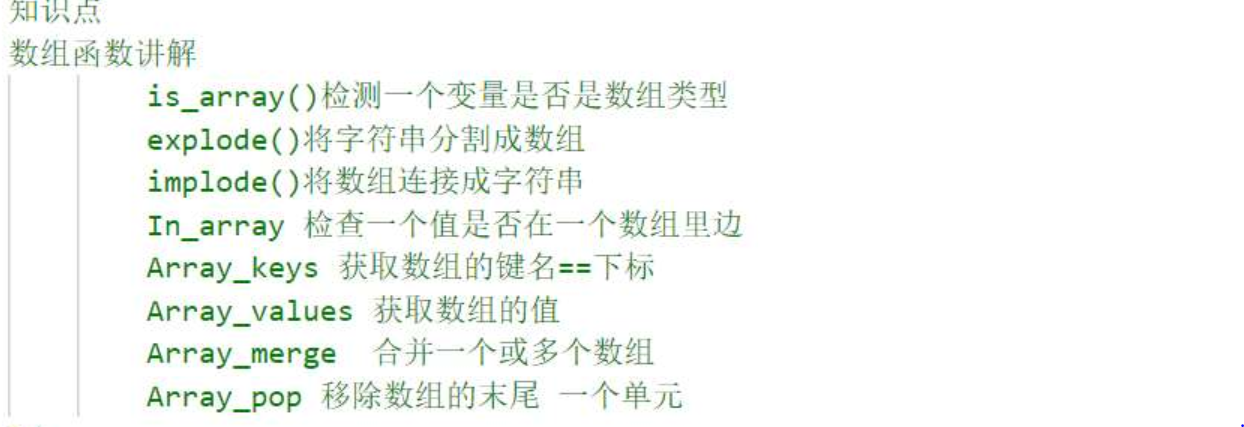 知识点
数组函数讲解
is_array()检测一个变量是否是数组类型
explode()将字符串分割成数组
implode()将数组连接成字符串
In_array 检查一个值是否在一个数组里边
Array_keys 获取数组的键名==下标
Array_values 获取数组的值
Array_merge  合并一个或多个数组
Array_pop 移除数组的末尾 一个单元